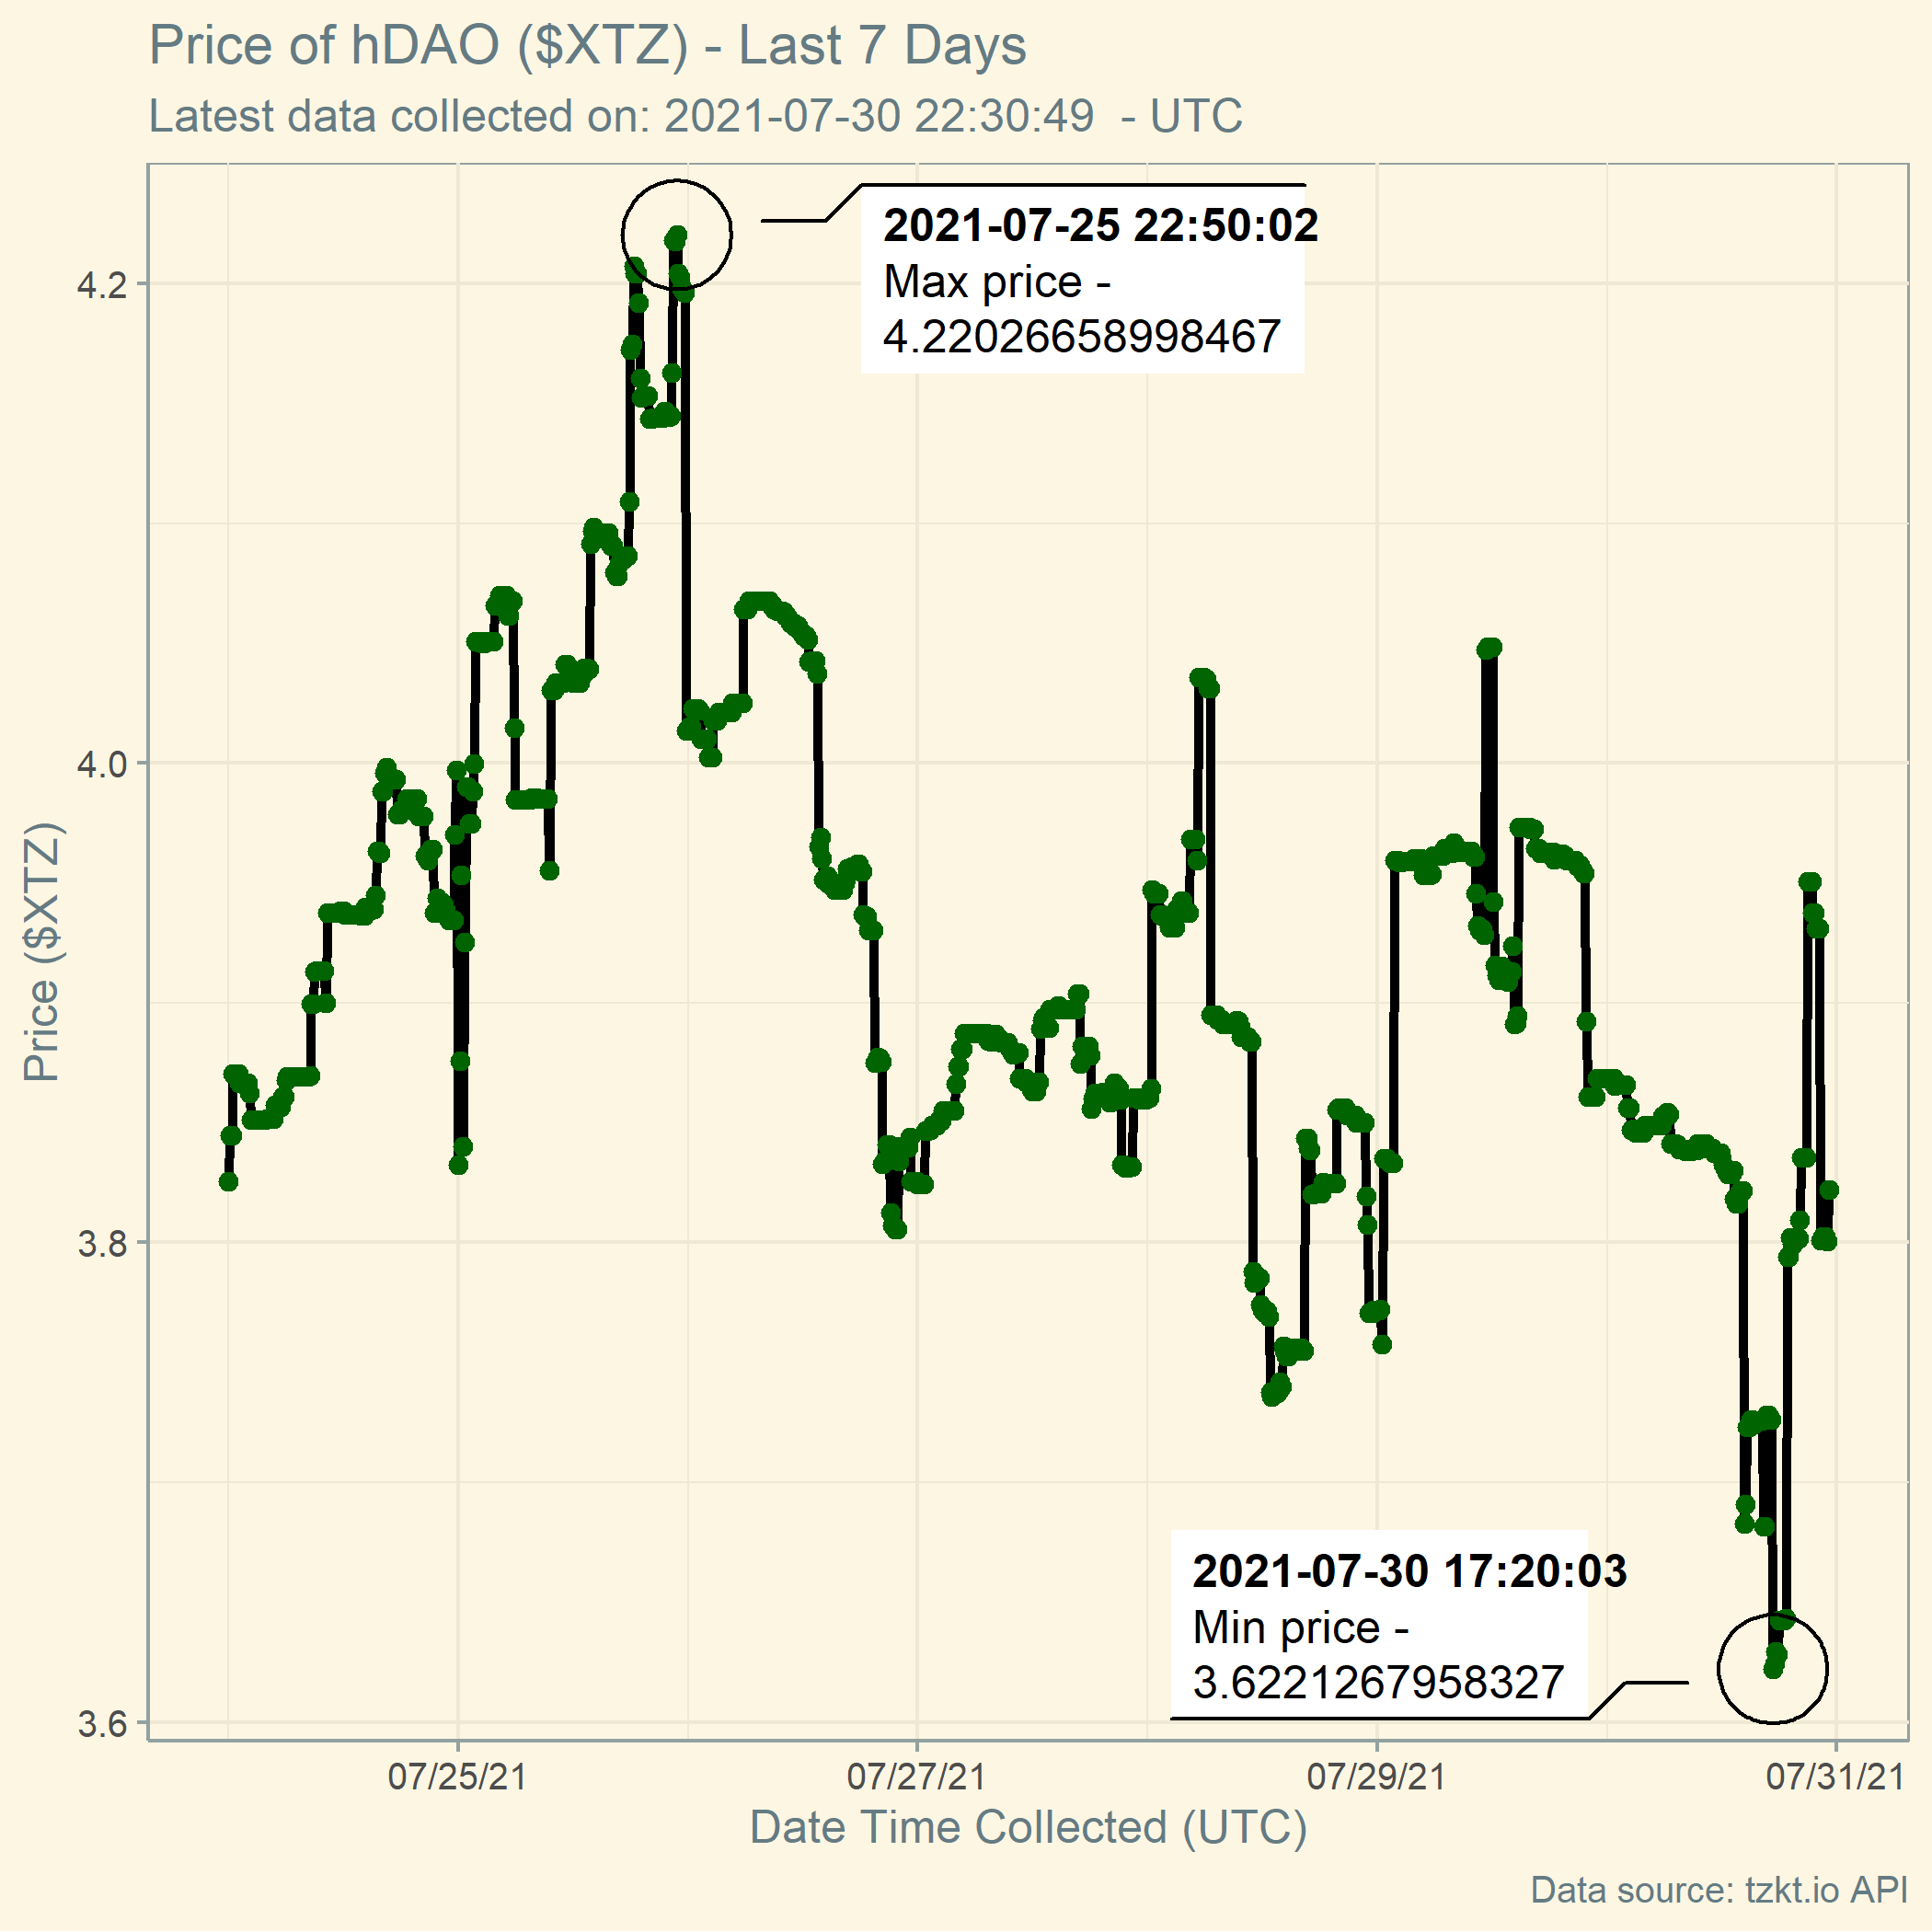 Price of hDAO ($XTZ) - Last 7 Days
Latest data collected on: 2021-07-30 22:30:49  - UTC
2021-07-25 22:50:02
Max price -
4.22026658998467
4.2
4.0
3.8
3.6
Price ($XTZ)
2021-07-30 17:20:03
Min price -
3.6221267958327
07/25/21
07/27/21
07/29/21
07/31/21
Date Time Collected (UTC)
Data source: tzkt.io API